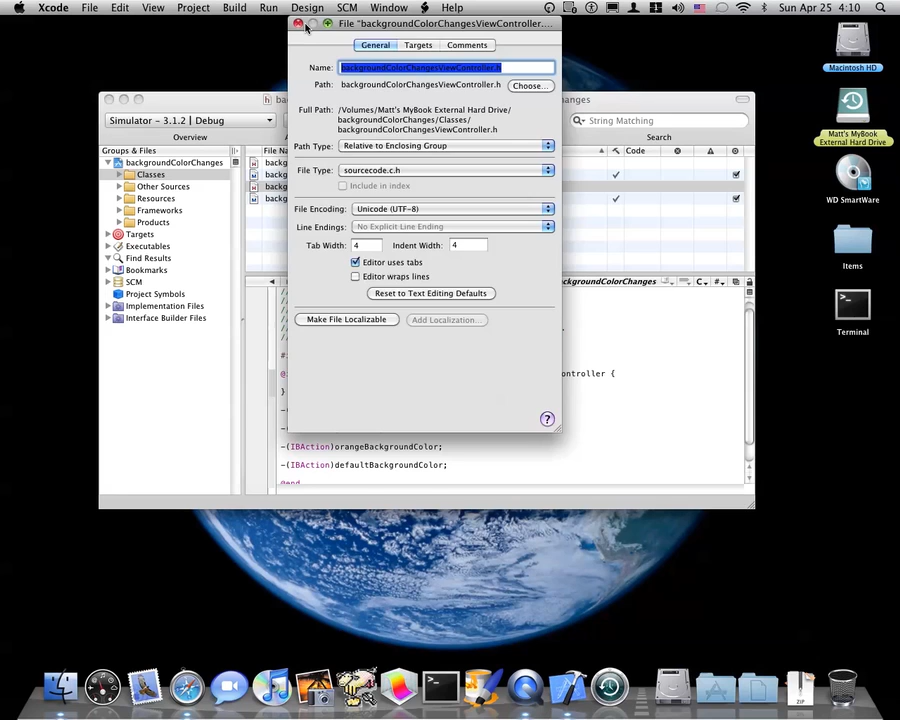 Xcode File Edit View Project Build Run Design SCM Window Help Sun Apr 25 4:10
File "backgroundColorChangesViewController....
General Targets Comments
Name: backgroundColorChangesViewController.h
Path: backgroundColorChangesViewController.h Choose...
Full Path: /Volumes/Matt's MyBook External Hard Drive/
backgroundColorChanges/Classes/
backgroundColorChangesViewController.h
Path Type: Relative to Enclosing Group
File Type: sourcecode.c.h
Include in index
File Encoding: Unicode (UTF-8)
Line Endings: No Explicit Line Ending
Tab Width: 4 Indent Width: 4
Editor uses tabs
Editor wraps lines
Reset to Text Editing Defaults
Make File Localizable Add Localization...
?
Simulator - 3.1.2 | Debug
Overview
String Matching
Search
Groups & Files
File Na
Code
backgroundColorChanges
Classes
Other Sources
Resources
Frameworks
Products
Targets
Executables
Find Results
Bookmarks
SCM
Project Symbols
Implementation Files
Interface Builder Files
-(IBAction)orangeBackgroundColor;
-(IBAction)defaultBackgroundColor;
@end
Macintosh HD
Matt's MyBook
External Hard Drive
WD SmartWare
Items
Terminal
ZIP